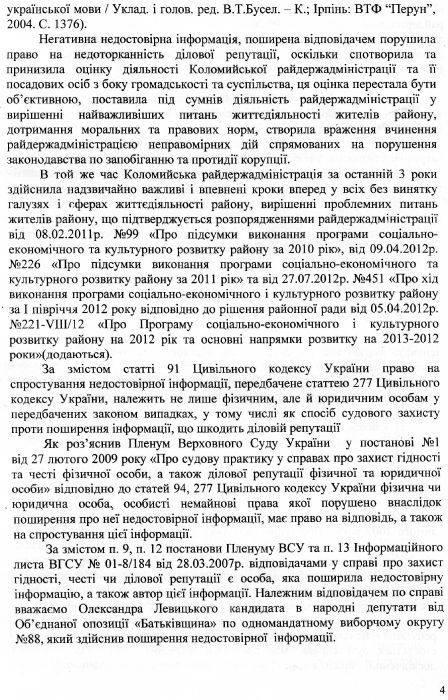 української мови / Уклад. і голов. ред. В.Т.Бусел. – К.; Ірпінь: ВТФ “Перун”,
2004. С. 1376).
Негативна недостовірна інформація, поширена відповідачем порушила
право на недоторканність ділової репутації, оскільки спотворила та
принизила оцінку діяльності Коломийської райдержадміністрації та її
посадових осіб з боку громадськості та суспільства, ця оцінка перестала бути
об’єктивною, поставила під сумнів діяльність райдержадміністрації у
вирішенні найважливіших питань життєдіяльності жителів району,
дотримання моральних та правових норм, створила враження вчинення
райдержадміністрацією неправомірних дій спрямованих на порушення
законодавства по запобіганню та протидії корупції.
В той же час Коломийська райдержадміністрація за останній 3 роки
здійснила надзвичайно важливі і впевнені кроки вперед у всіх без винятку
галузях і сферах життєдіяльності району, вирішенні проблемних питань
жителів району, що підтверджується розпорядженнями райдержадміністрації
від 08.02.2011р. №99 «Про підсумки виконання програми соціально-
економічного та культурного розвитку району за 2010 рік», від 09.04.2012р.
№226 «Про підсумки виконання програми соціально-економічного та
культурного розвитку району за 2011 рік» та від 27.07.2012р. №451 «Про хід
виконання програми соціально-економічного і культурного розвитку району
за І півріччя 2012 року відповідно до рішення районної ради від 05.04.2012р.
№221-VIII/12 «Про Програму соціально-економічного і культурного
розвитку району на 2012 рік та основні напрямки розвитку на 2013-2012
роки»(додаються).
За змістом статті 91 Цивільного кодексу України право на
спростування недостовірної інформації, передбачене статтею 277 Цивільного
кодексу України, належить не лише фізичним, але й юридичним особам у
передбачених законом випадках, у тому числі як спосіб судового захисту
проти поширення інформації, що шкодить діловій репутації
Як роз’яснив Пленум Верховного Суду України у постанові №1
від 27 лютого 2009 року «Про судову практику у справах про захист гідності
та честі фізичної особи, а також ділової репутації фізичної та юридичної
особи» відповідно до статей 94, 277 Цивільного кодексу України фізична чи
юридична особа, особисті немайнові права якої порушено внаслідок
поширення про неї недостовірної інформації, має право на відповідь, а також
на спростування цієї інформації.
За змістом п. 9, п. 12 постанови Пленуму ВСУ та п. 13 Інформаційного
листа ВГСУ № 01-8/184 від 28.03.2007р. відповідачами у справі про захист
гідності, честі чи ділової репутації є особа, яка поширила недостовірну
інформацію, а також автор цієї інформації. Належним відповідачем по справі
вважаємо Олександра Левицького кандидата в народні депутати від
Об’єднаної опозиції «Батьківщина» по одномандатному виборчому округу
№88, який здійснив поширення недостовірної інформації.
4